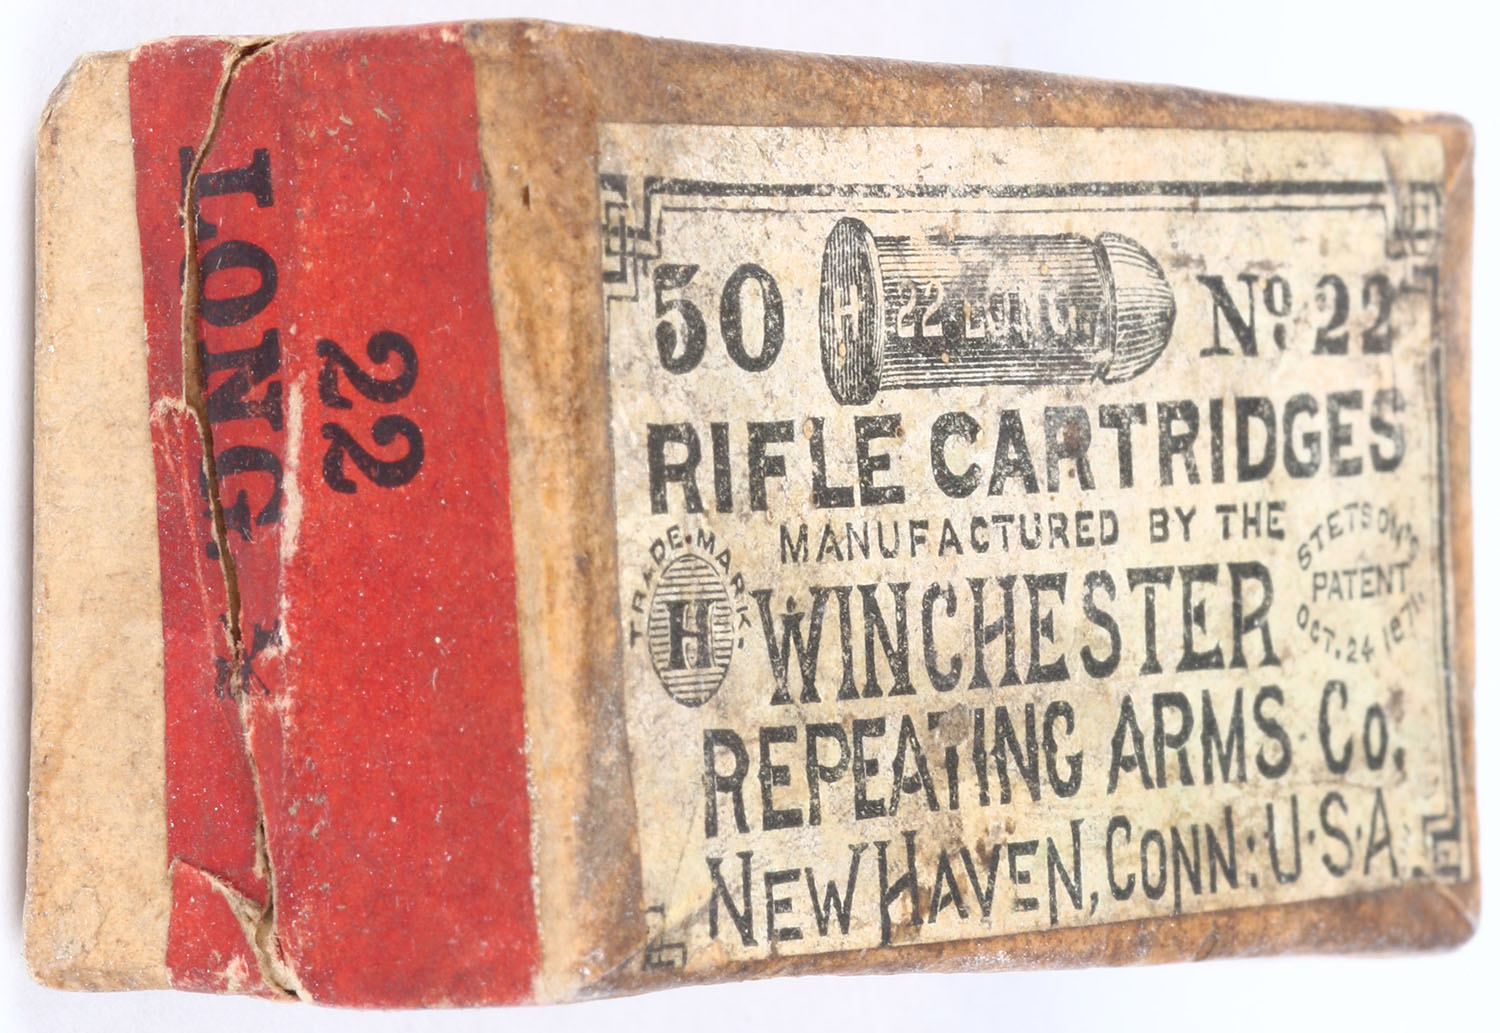 22
LONG. *
50
H 22 LONG.
No 22
RIFLE CARTRIDGES
MANUFACTURED BY THE
TRADE.MARK.
H
WINCHESTER
STETSON'S
PATENT
OCT. 24 1871
REPEATING ARMS Co.
NEW HAVEN, CONN: U.S.A.